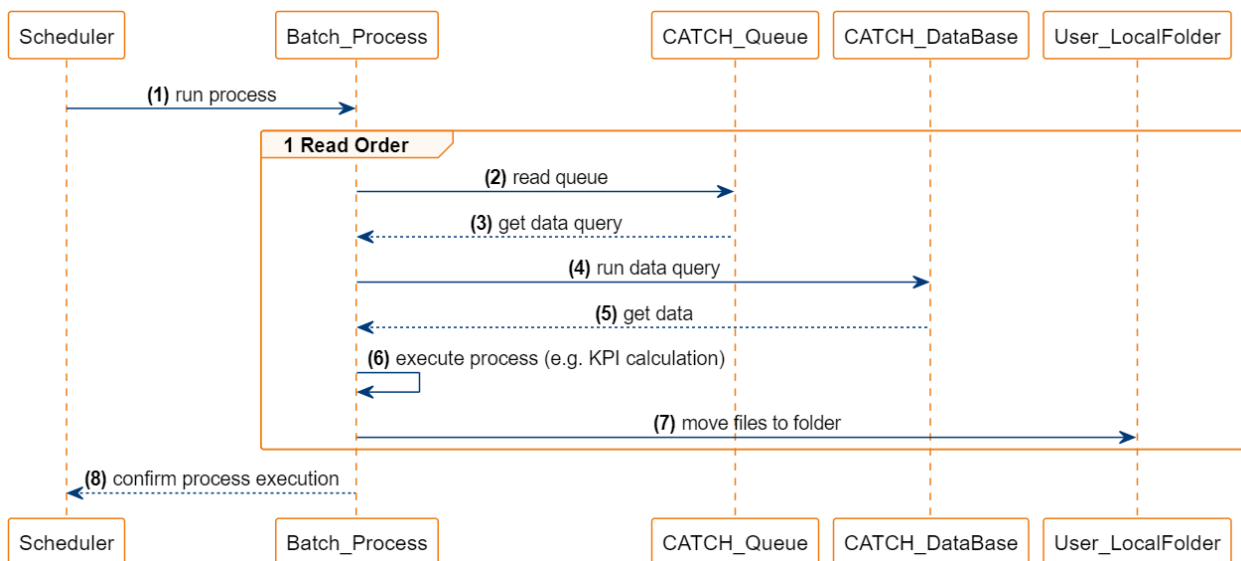 Scheduler
Batch_Process
CATCH_Queue
CATCH_DataBase
User_LocalFolder
(1) run process
1 Read Order
(2) read queue
(3) get data query
(4) run data query
(5) get data
(6) execute process (e.g. KPI calculation)
(7) move files to folder
(8) confirm process execution
Scheduler
Batch_Process
CATCH_Queue
CATCH_DataBase
User_LocalFolder